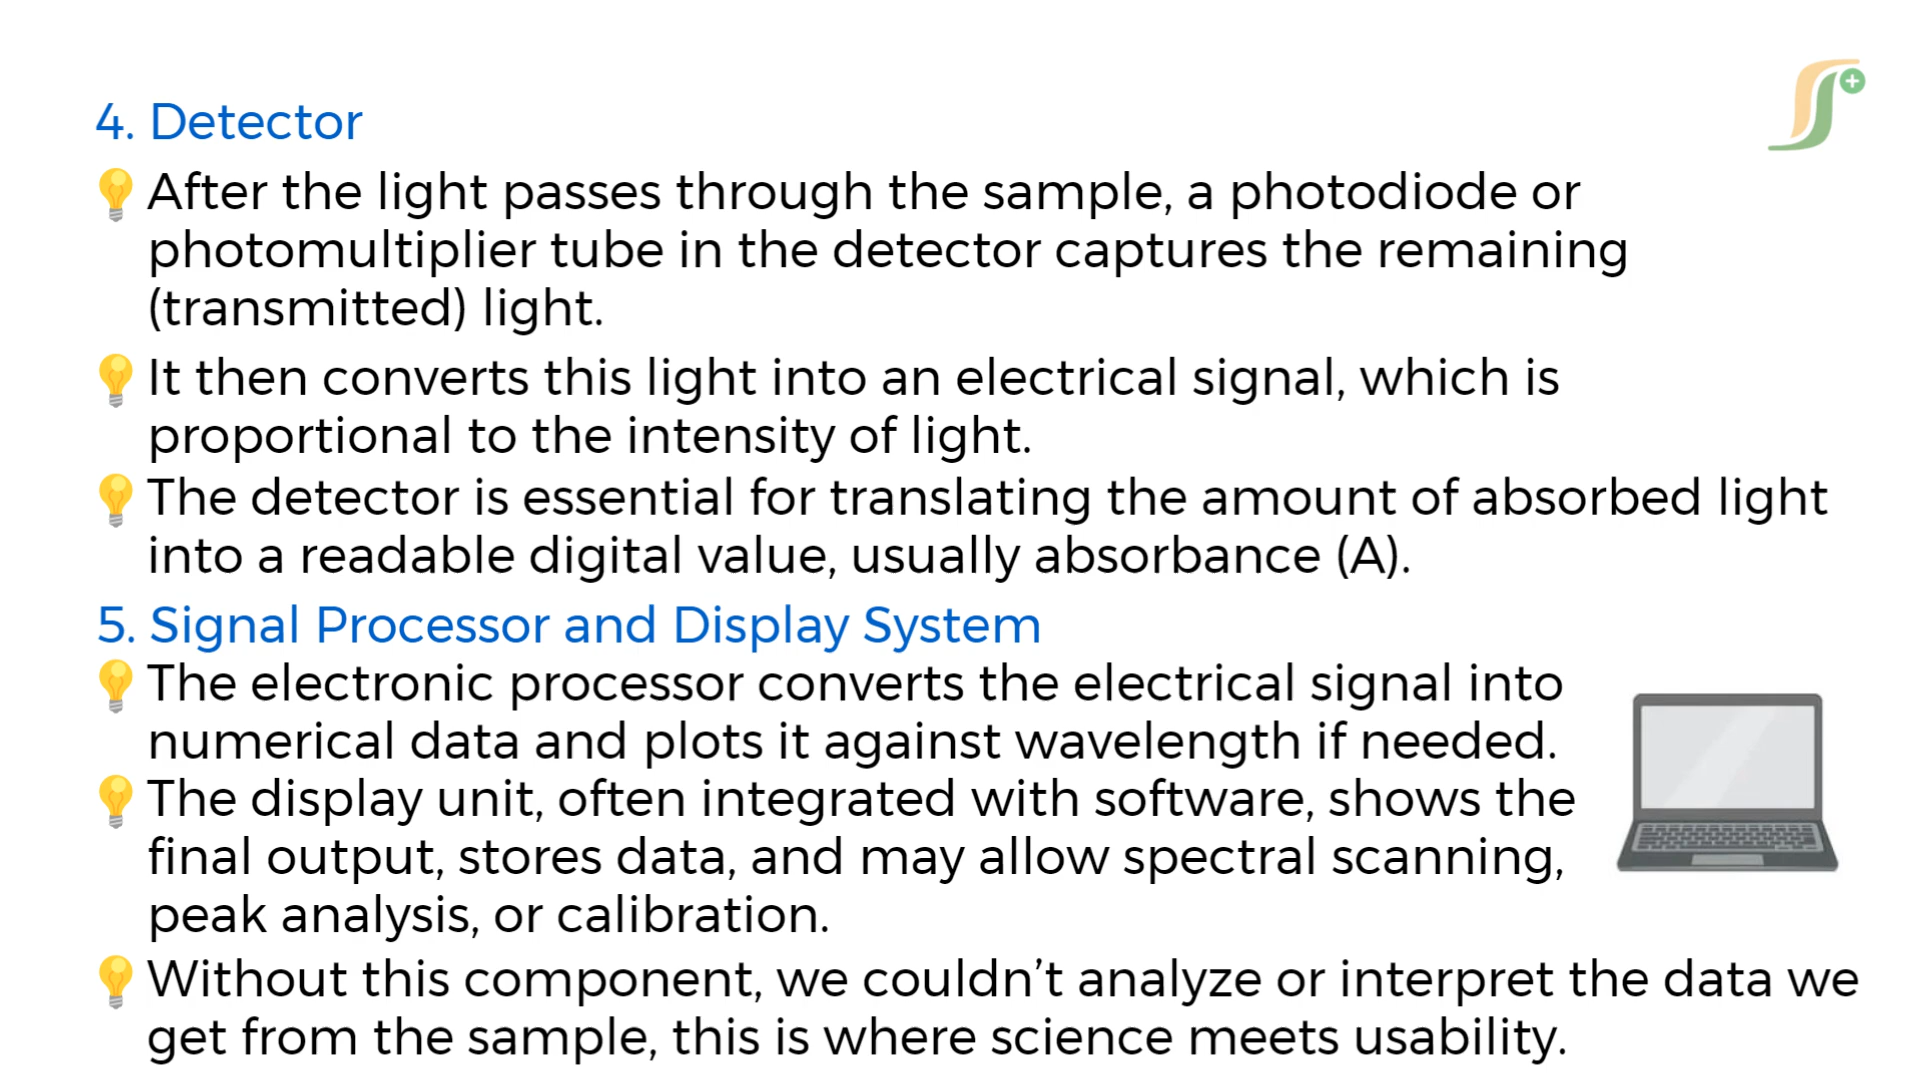 4. Detector
After the light passes through the sample, a photodiode or
photomultiplier tube in the detector captures the remaining
(transmitted) light.
It then converts this light into an electrical signal, which is
proportional to the intensity of light.
The detector is essential for translating the amount of absorbed light
into a readable digital value, usually absorbance (A).
5. Signal Processor and Display System
The electronic processor converts the electrical signal into
numerical data and plots it against wavelength if needed.
The display unit, often integrated with software, shows the
final output, stores data, and may allow spectral scanning,
peak analysis, or calibration.
Without this component, we couldn’t analyze or interpret the data we
get from the sample, this is where science meets usability.